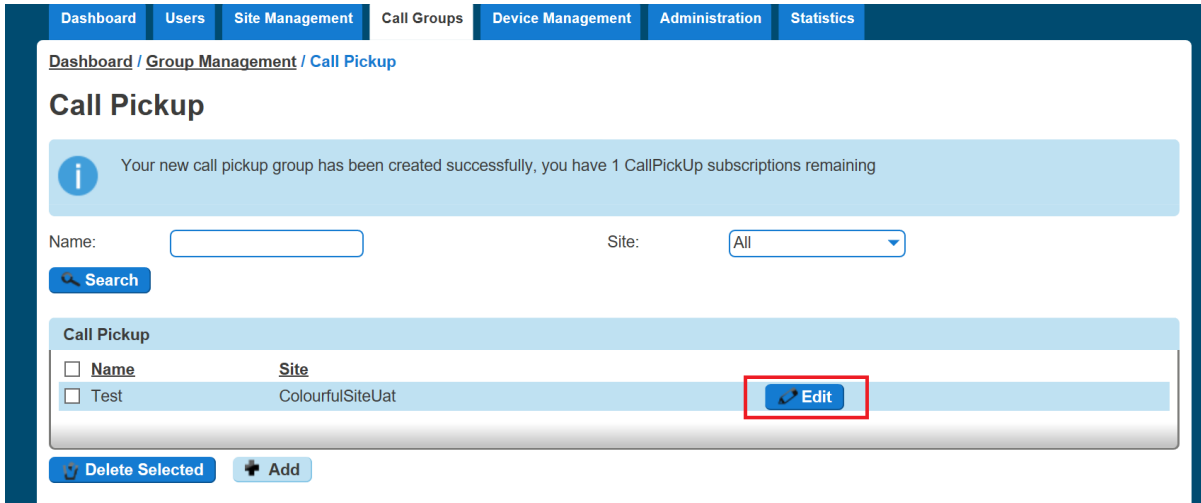 Dashboard Users Site Management Call Groups Device Management Administration Statistics
Dashboard / Group Management / Call Pickup
Call Pickup
Your new call pickup group has been created successfully, you have 1 CallPickUp subscriptions remaining
Name: Site: All
Search
Call Pickup
Name Site
Test ColourfulSiteUat Edit
Delete Selected Add